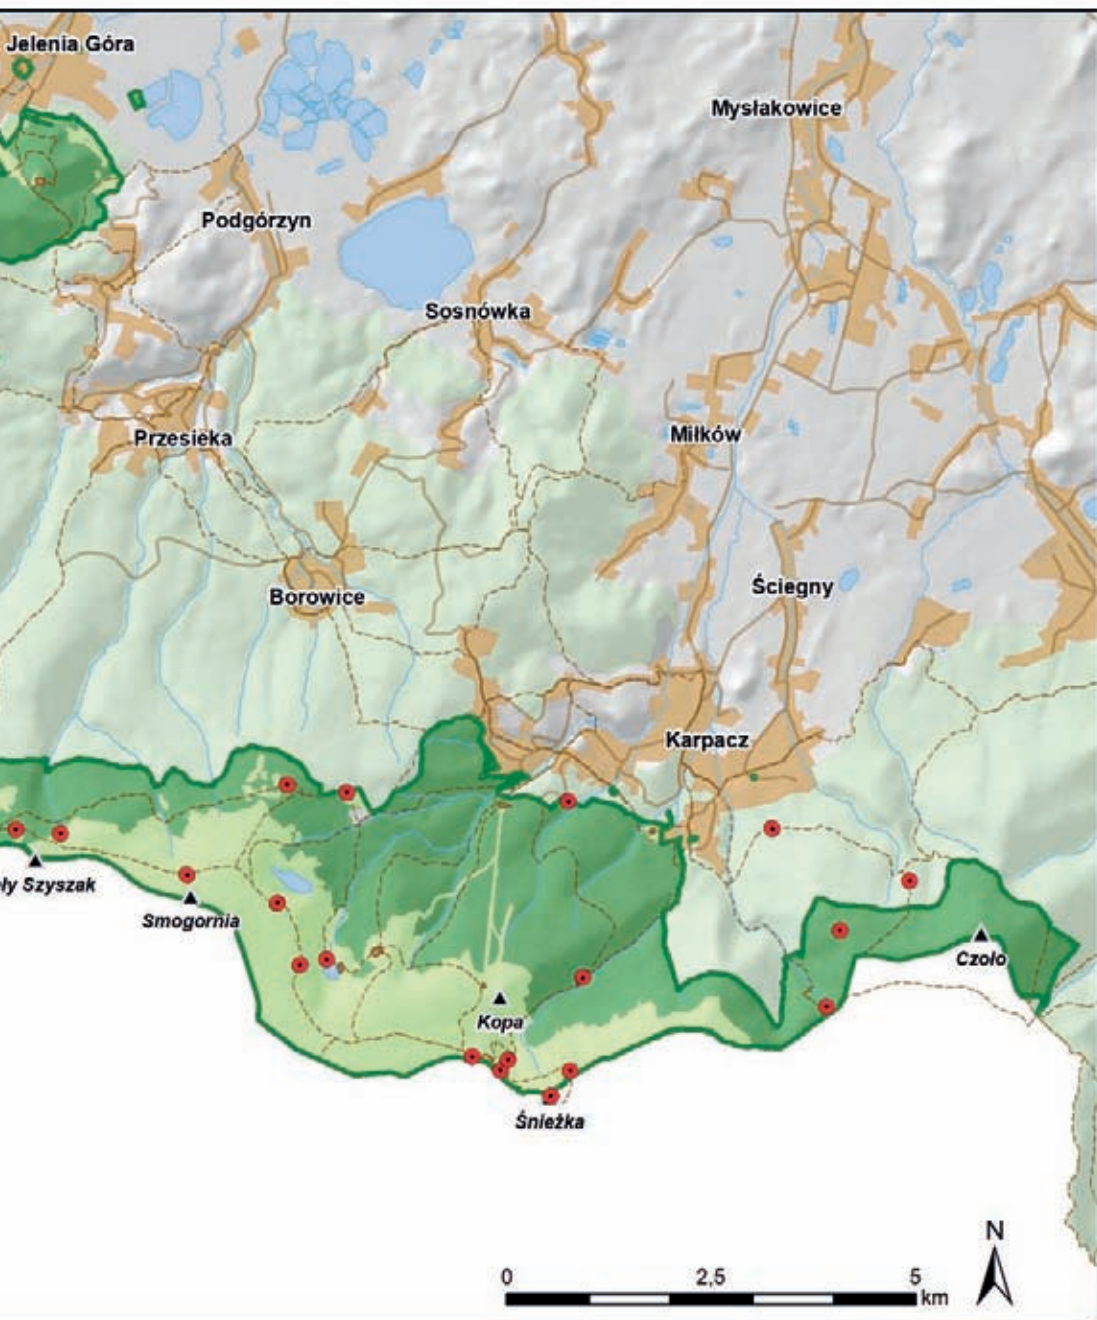 Jelenia Góra
Mysłakowice
Podgórzyn
Sosnówka
Przesieka
Miłków
Ściegny
Borowice
Karpacz
ły Szyszak
Smogornia
Czoło
Kopa
Śnieżka
N
0 2,5 5
km